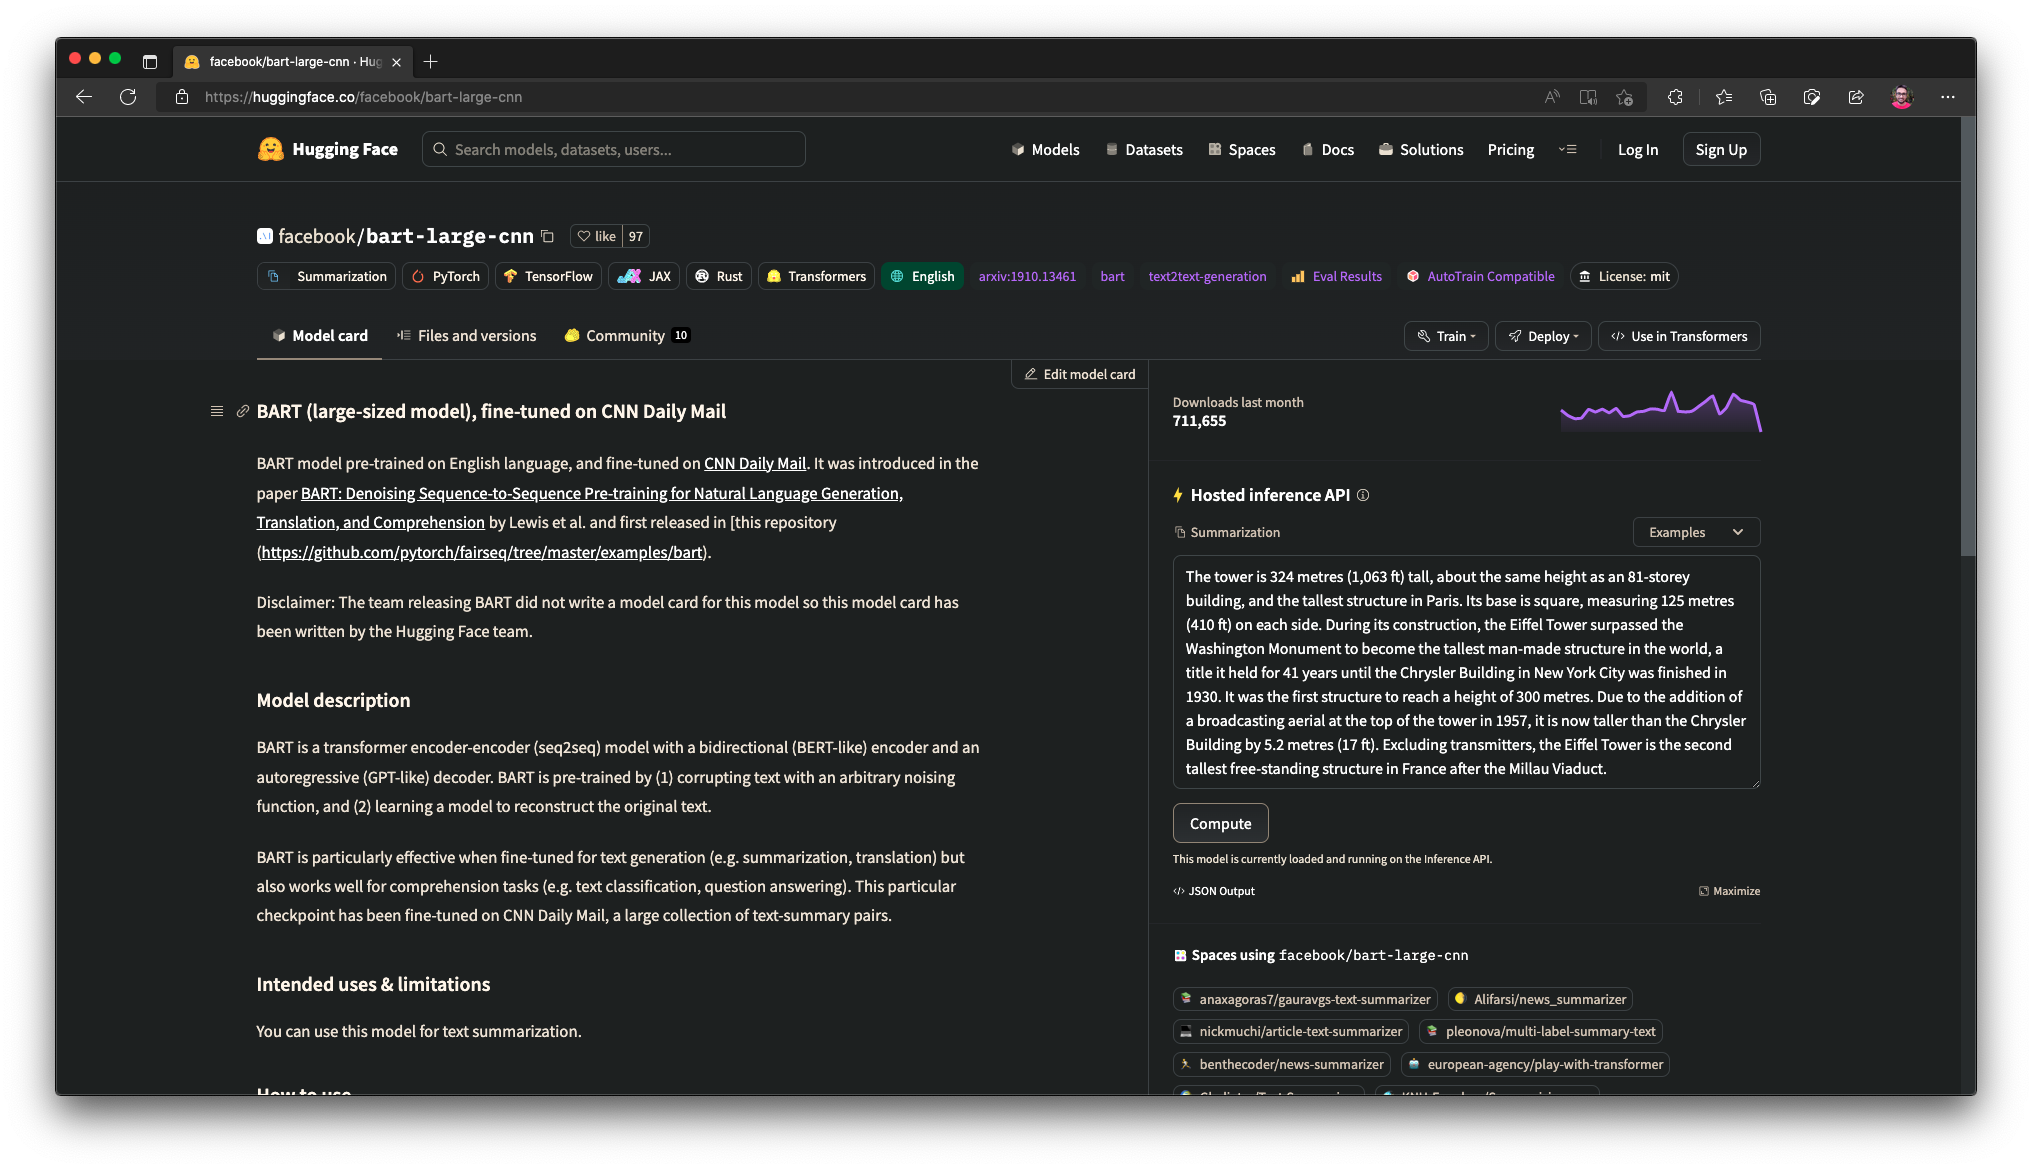 facebook/bart-large-cnn · Hug
https://huggingface.co/facebook/bart-large-cnn
Hugging Face
Search models, datasets, users...
Models Datasets Spaces Docs Solutions Pricing Log In Sign Up
facebook/bart-large-cnn like 97
Summarization PyTorch TensorFlow JAX Rust Transformers English arxiv:1910.13461 bart text2text-generation Eval Results AutoTrain Compatible License: mit
Model card Files and versions Community 10 Train Deploy Use in Transformers
Edit model card
BART (large-sized model), fine-tuned on CNN Daily Mail
BART model pre-trained on English language, and fine-tuned on CNN Daily Mail. It was introduced in the
paper BART: Denoising Sequence-to-Sequence Pre-training for Natural Language Generation,
Translation, and Comprehension by Lewis et al. and first released in [this repository
(https://github.com/pytorch/fairseq/tree/master/examples/bart).
Disclaimer: The team releasing BART did not write a model card for this model so this model card has
been written by the Hugging Face team.
Model description
BART is a transformer encoder-encoder (seq2seq) model with a bidirectional (BERT-like) encoder and an
autoregressive (GPT-like) decoder. BART is pre-trained by (1) corrupting text with an arbitrary noising
function, and (2) learning a model to reconstruct the original text.
BART is particularly effective when fine-tuned for text generation (e.g. summarization, translation) but
also works well for comprehension tasks (e.g. text classification, question answering). This particular
checkpoint has been fine-tuned on CNN Daily Mail, a large collection of text-summary pairs.
Intended uses & limitations
You can use this model for text summarization.
How to use
Downloads last month
711,655
Hosted inference API
Summarization
Examples
The tower is 324 metres (1,063 ft) tall, about the same height as an 81-storey
building, and the tallest structure in Paris. Its base is square, measuring 125 metres
(410 ft) on each side. During its construction, the Eiffel Tower surpassed the
Washington Monument to become the tallest man-made structure in the world, a
title it held for 41 years until the Chrysler Building in New York City was finished in
1930. It was the first structure to reach a height of 300 metres. Due to the addition of
a broadcasting aerial at the top of the tower in 1957, it is now taller than the Chrysler
Building by 5.2 metres (17 ft). Excluding transmitters, the Eiffel Tower is the second
tallest free-standing structure in France after the Millau Viaduct.
Compute
This model is currently loaded and running on the Inference API.
</> JSON Output
Maximize
Spaces using facebook/bart-large-cnn
anaxagoras7/gauravgs-text-summarizer Alifarsi/news_summarizer
nickmuchi/article-text-summarizer pleonova/multi-label-summary-text
benthecoder/news-summarizer european-agency/play-with-transformer